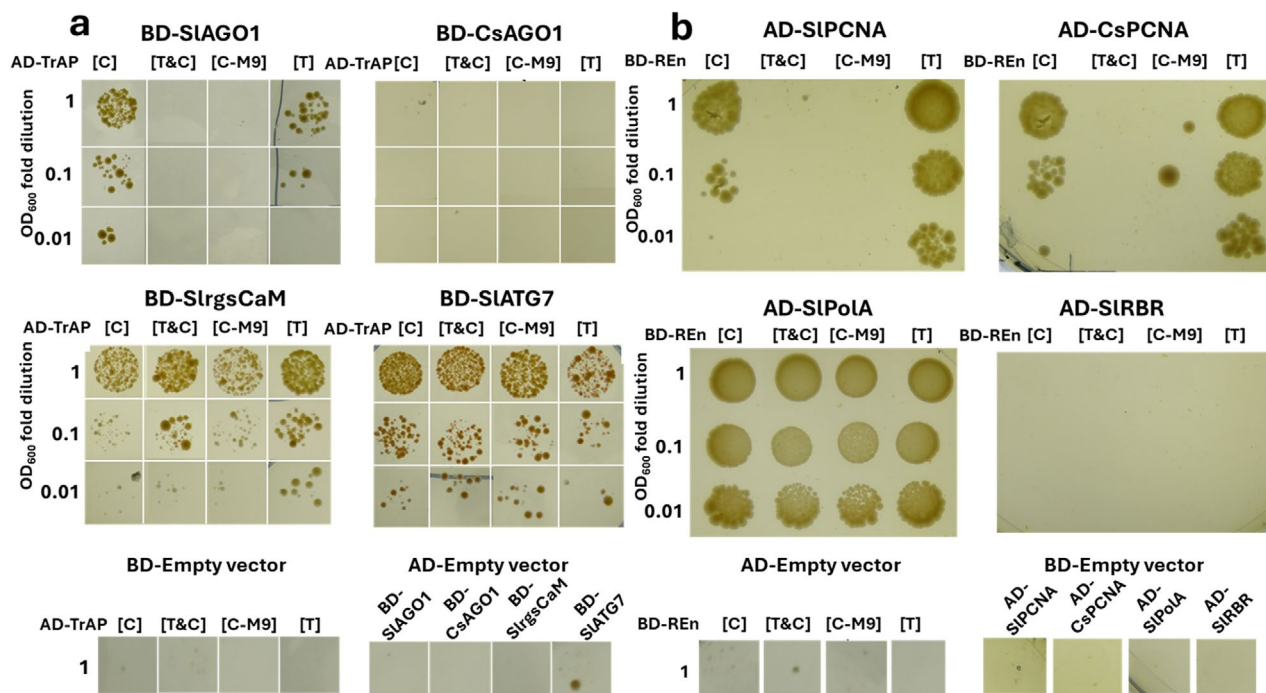 a
BD-SlAGO1
BD-CsAGO1
AD-TrAP [C] [T&C] [C-M9] [T]
AD-TrAP [C] [T&C] [C-M9] [T]
OD600 fold dilution
1
0.1
0.01
BD-SlrgsCaM
BD-SlATG7
AD-TrAP [C] [T&C] [C-M9] [T]
AD-TrAP [C] [T&C] [C-M9] [T]
OD600 fold dilution
1
0.1
0.01
BD-Empty vector
AD-Empty vector
AD-TrAP [C] [T&C] [C-M9] [T]
BD-SlAGO1
BD-CsAGO1
BD-SlrgsCaM
BD-SlATG7
1
b
AD-SlPCNA
AD-CsPCNA
BD-REn [C] [T&C] [C-M9] [T]
BD-REn [C] [T&C] [C-M9] [T]
OD600 fold dilution
1
0.1
0.01
AD-SlPolA
AD-SlRBR
BD-REn [C] [T&C] [C-M9] [T]
BD-REn [C] [T&C] [C-M9] [T]
OD600 fold dilution
1
0.1
0.01
AD-Empty vector
BD-Empty vector
BD-REn [C] [T&C] [C-M9] [T]
AD-SlPCNA
AD-CsPCNA
AD-SlPolA
AD-SlRBR
1